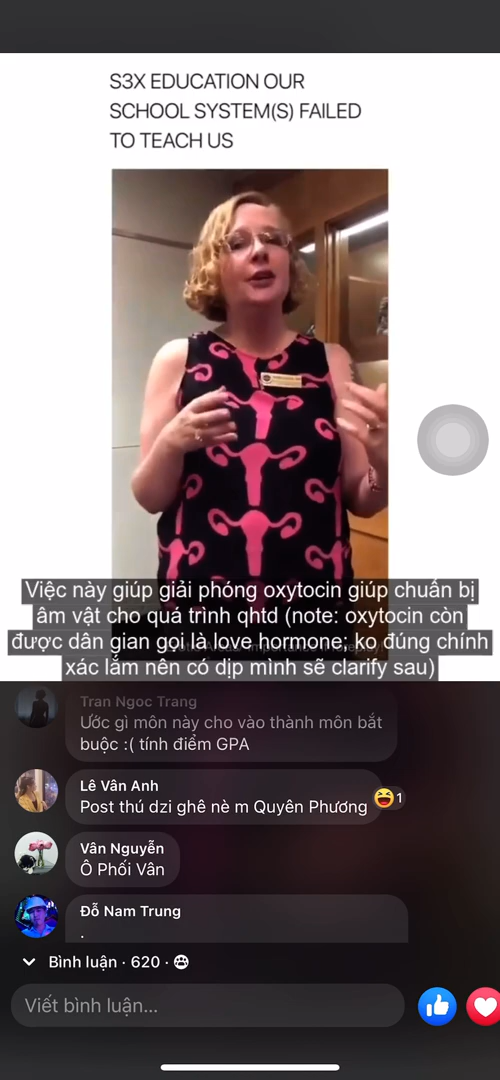 S3X EDUCATION OUR
SCHOOL SYSTEM(S) FAILED
TO TEACH US
Việc này giúp giải phóng oxytocin giúp chuẩn bị
âm vật cho quá trình qhtd (note: oxytocin còn
được dân gian gọi là love hormone; ko đúng chính
xác lắm nên có dịp mình sẽ clarify sau)
Tran Ngoc Trang
Ước gì môn này cho vào thành môn bắt
buộc :( tính điểm GPA
Lê Vân Anh
Post thú dzi ghê nè m Quyên Phương
1
Vân Nguyễn
Ô Phối Vân
Đỗ Nam Trung
.
Bình luận · 620 ·
Viết bình luận...